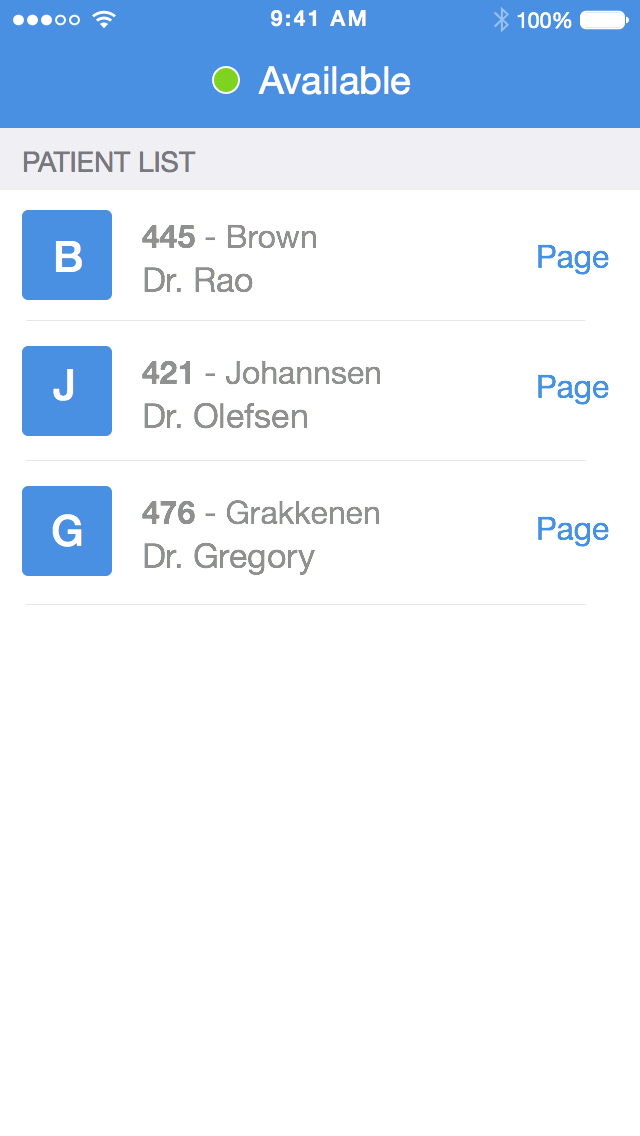 9:41 AM
100%
Available
PATIENT LIST
B
445 - Brown
Dr. Rao
Page
J
421 - Johannsen
Dr. Olefsen
Page
G
476 - Grakkenen
Dr. Gregory
Page